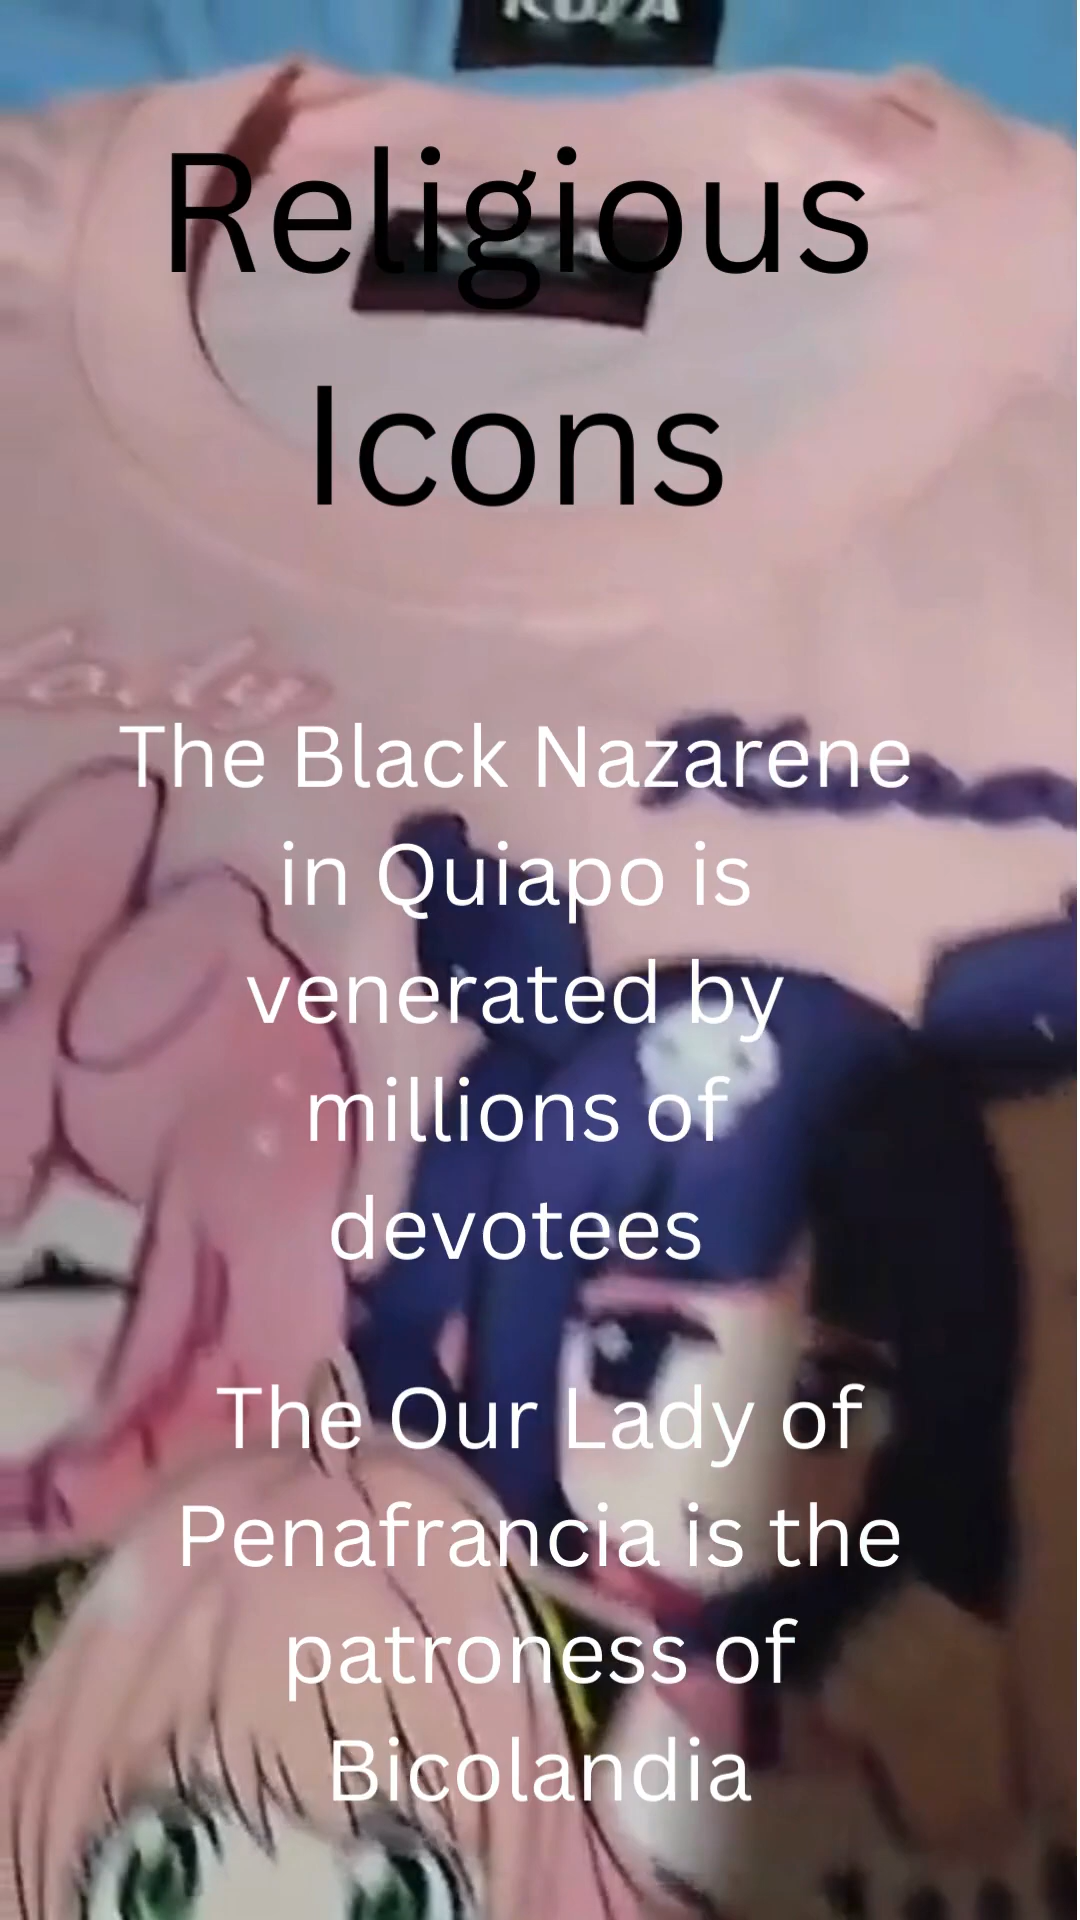 Religious
Icons
The Black Nazarene
in Quiapo is
venerated by
millions of
devotees
The Our Lady of
Penafrancia is the
patroness of
Bicolandia